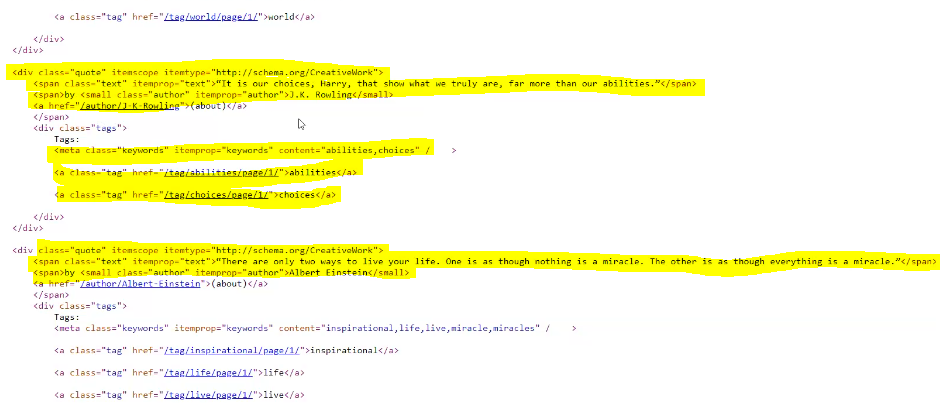 <a class="tag" href="/tag/world/page/1/">world</a>
</div>
</div>
<div class="quote" itemscope itemtype="http://schema.org/CreativeWork">
<span class="text" itemprop="text">“It is our choices, Harry, that show what we truly are, far more than our abilities.”</span>
<span>by <small class="author" itemprop="author">J.K. Rowling</small>
<a href="/author/J-K-Rowling">(about)</a>
</span>
<div class="tags">
Tags:
<meta class="keywords" itemprop="keywords" content="abilities,choices" /    >
<a class="tag" href="/tag/abilities/page/1/">abilities</a>
<a class="tag" href="/tag/choices/page/1/">choices</a>
</div>
</div>
<div class="quote" itemscope itemtype="http://schema.org/CreativeWork">
<span class="text" itemprop="text">“There are only two ways to live your life. One is as though nothing is a miracle. The other is as though everything is a miracle.”</span>
<span>by <small class="author" itemprop="author">Albert Einstein</small>
<a href="/author/Albert-Einstein">(about)</a>
</span>
<div class="tags">
Tags:
<meta class="keywords" itemprop="keywords" content="inspirational,life,live,miracle,miracles" /    >
<a class="tag" href="/tag/inspirational/page/1/">inspirational</a>
<a class="tag" href="/tag/life/page/1/">life</a>
<a class="tag" href="/tag/live/page/1/">live</a>